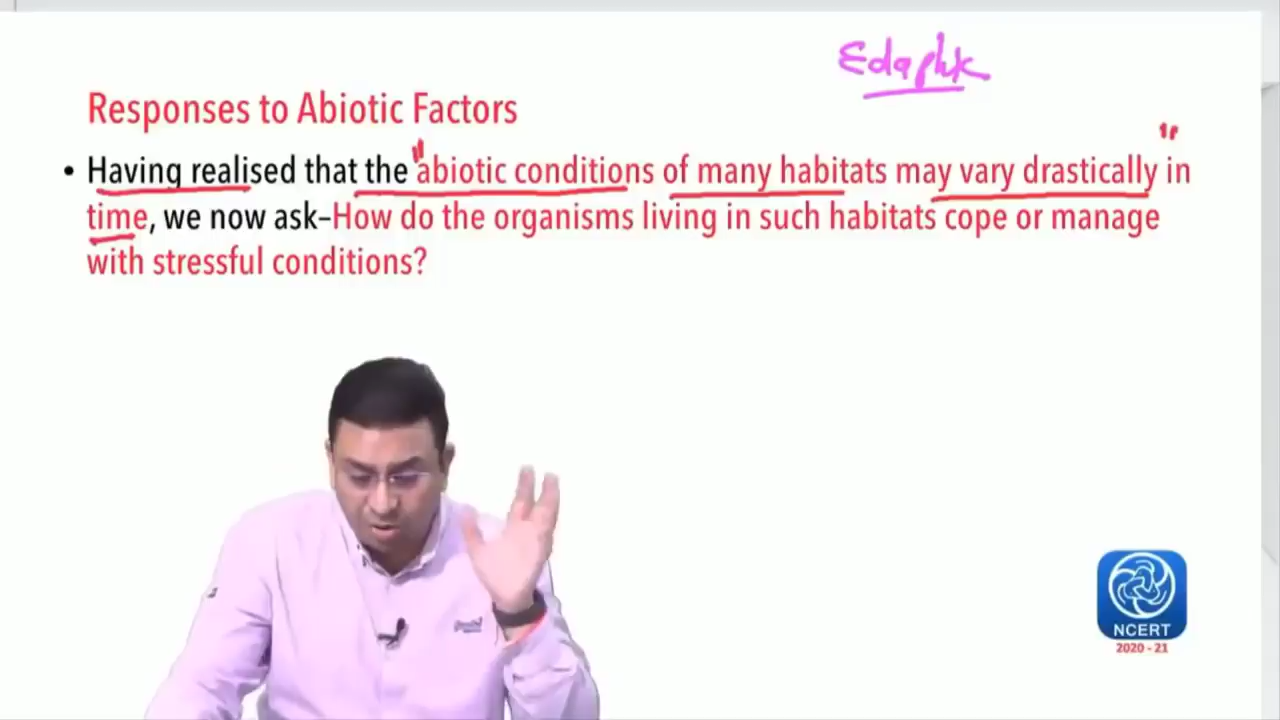 Edaphik
Responses to Abiotic Factors
• Having realised that the "abiotic conditions of many habitats may vary drastically" in
time, we now ask–How do the organisms living in such habitats cope or manage
with stressful conditions?
NCERT
2020 - 21